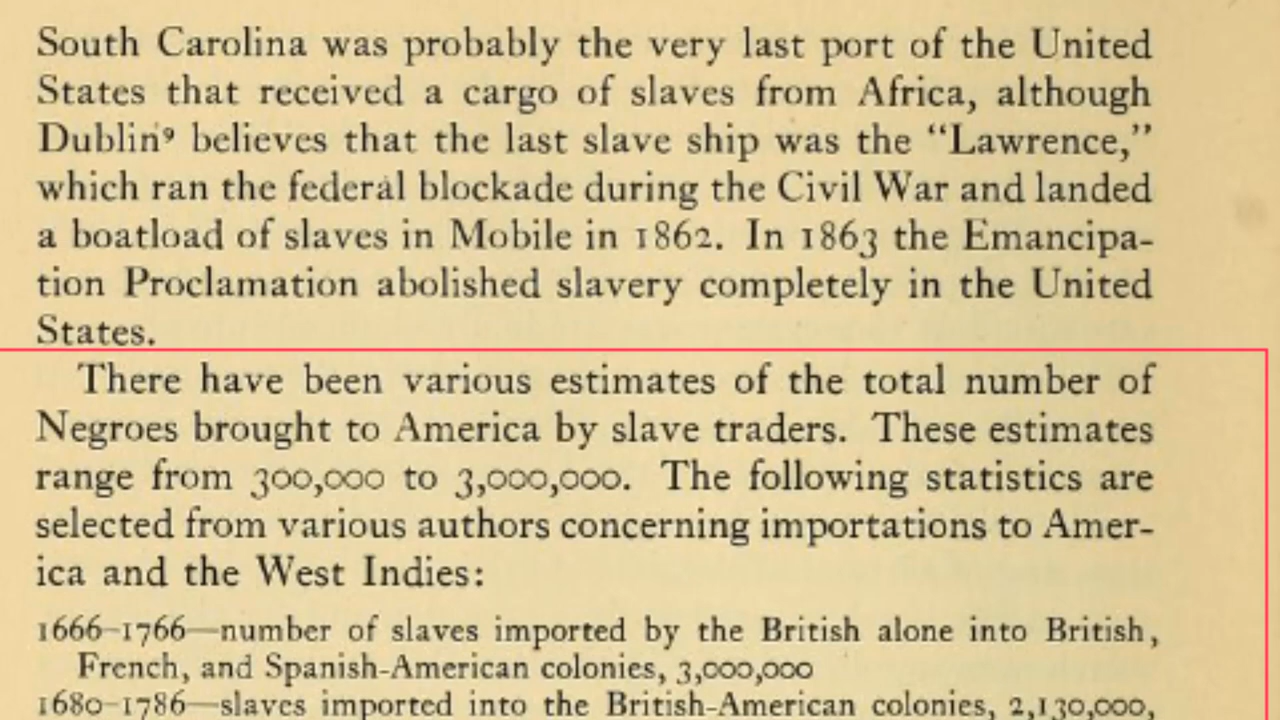 South Carolina was probably the very last port of the United
States that received a cargo of slaves from Africa, although
Dublin⁹ believes that the last slave ship was the “Lawrence,”
which ran the federal blockade during the Civil War and landed
a boatload of slaves in Mobile in 1862. In 1863 the Emancipa-
tion Proclamation abolished slavery completely in the United
States.
There have been various estimates of the total number of
Negroes brought to America by slave traders. These estimates
range from 300,000 to 3,000,000. The following statistics are
selected from various authors concerning importations to Amer-
ica and the West Indies:
1666–1766—number of slaves imported by the British alone into British,
French, and Spanish-American colonies, 3,000,000
1680–1786—slaves imported into the British-American colonies, 2,130,000,